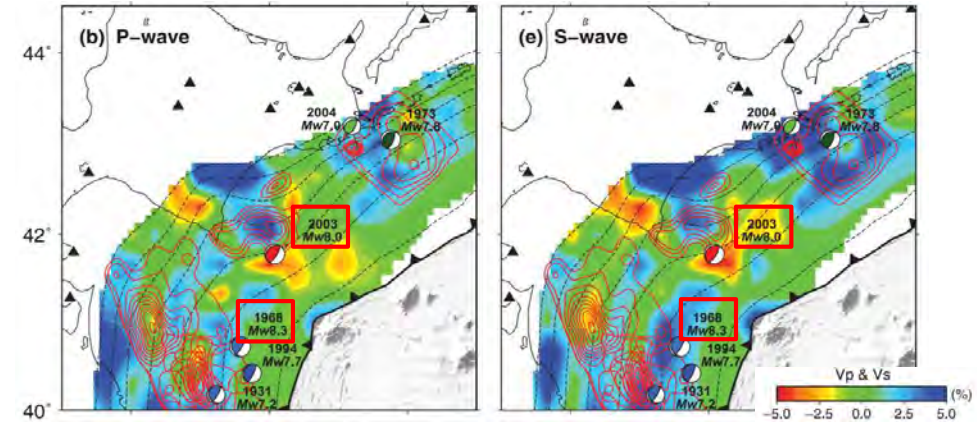 (b) P-wave
44°
42°
40°
2004
Mw7.0
1973
Mw7.8
2003
Mw8.0
1968
Mw8.3
1994
Mw7.7
1931
Mw7.2
(e) S-wave
2004
Mw7.0
1973
Mw7.8
2003
Mw8.0
1968
Mw8.3
1994
Mw7.7
1931
Mw7.2
Vp & Vs
(%)
−5.0 −2.5 0.0 2.5 5.0